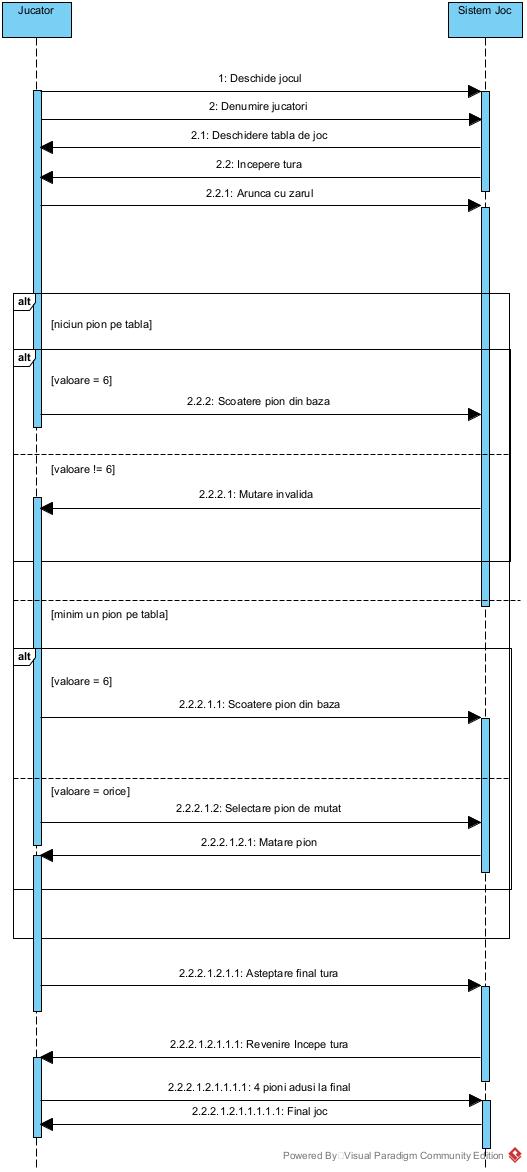 Jucator
Sistem Joc
1: Deschide jocul
2: Denumire jucatori
2.1: Deschidere tabla de joc
2.2: Incepere tura
2.2.1: Arunca cu zarul
alt
[niciun pion pe tabla]
alt
[valoare = 6]
2.2.2: Scoatere pion din baza
[valoare != 6]
2.2.2.1: Mutare invalida
[minim un pion pe tabla]
alt
[valoare = 6]
2.2.2.1.1: Scoatere pion din baza
[valoare = orice]
2.2.2.1.2: Selectare pion de mutat
2.2.2.1.2.1: Matare pion
2.2.2.1.2.1.1: Asteptare final tura
2.2.2.1.2.1.1.1: Revenire Incepe tura
2.2.2.1.2.1.1.1.1: 4 pioni adusi la final
2.2.2.1.2.1.1.1.1.1: Final joc
Powered By Visual Paradigm Community Edition